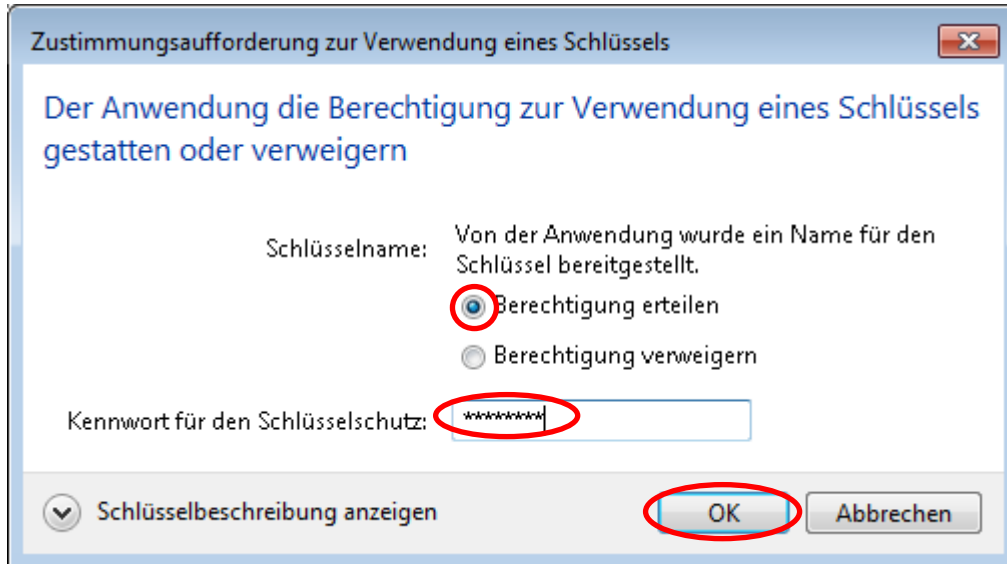 Zustimmungsaufforderung zur Verwendung eines Schlüssels
Der Anwendung die Berechtigung zur Verwendung eines Schlüssels
gestatten oder verweigern
Schlüsselname:
Von der Anwendung wurde ein Name für den
Schlüssel bereitgestellt.
Berechtigung erteilen
Berechtigung verweigern
Kennwort für den Schlüsselschutz: ********
Schlüsselbeschreibung anzeigen
OK
Abbrechen